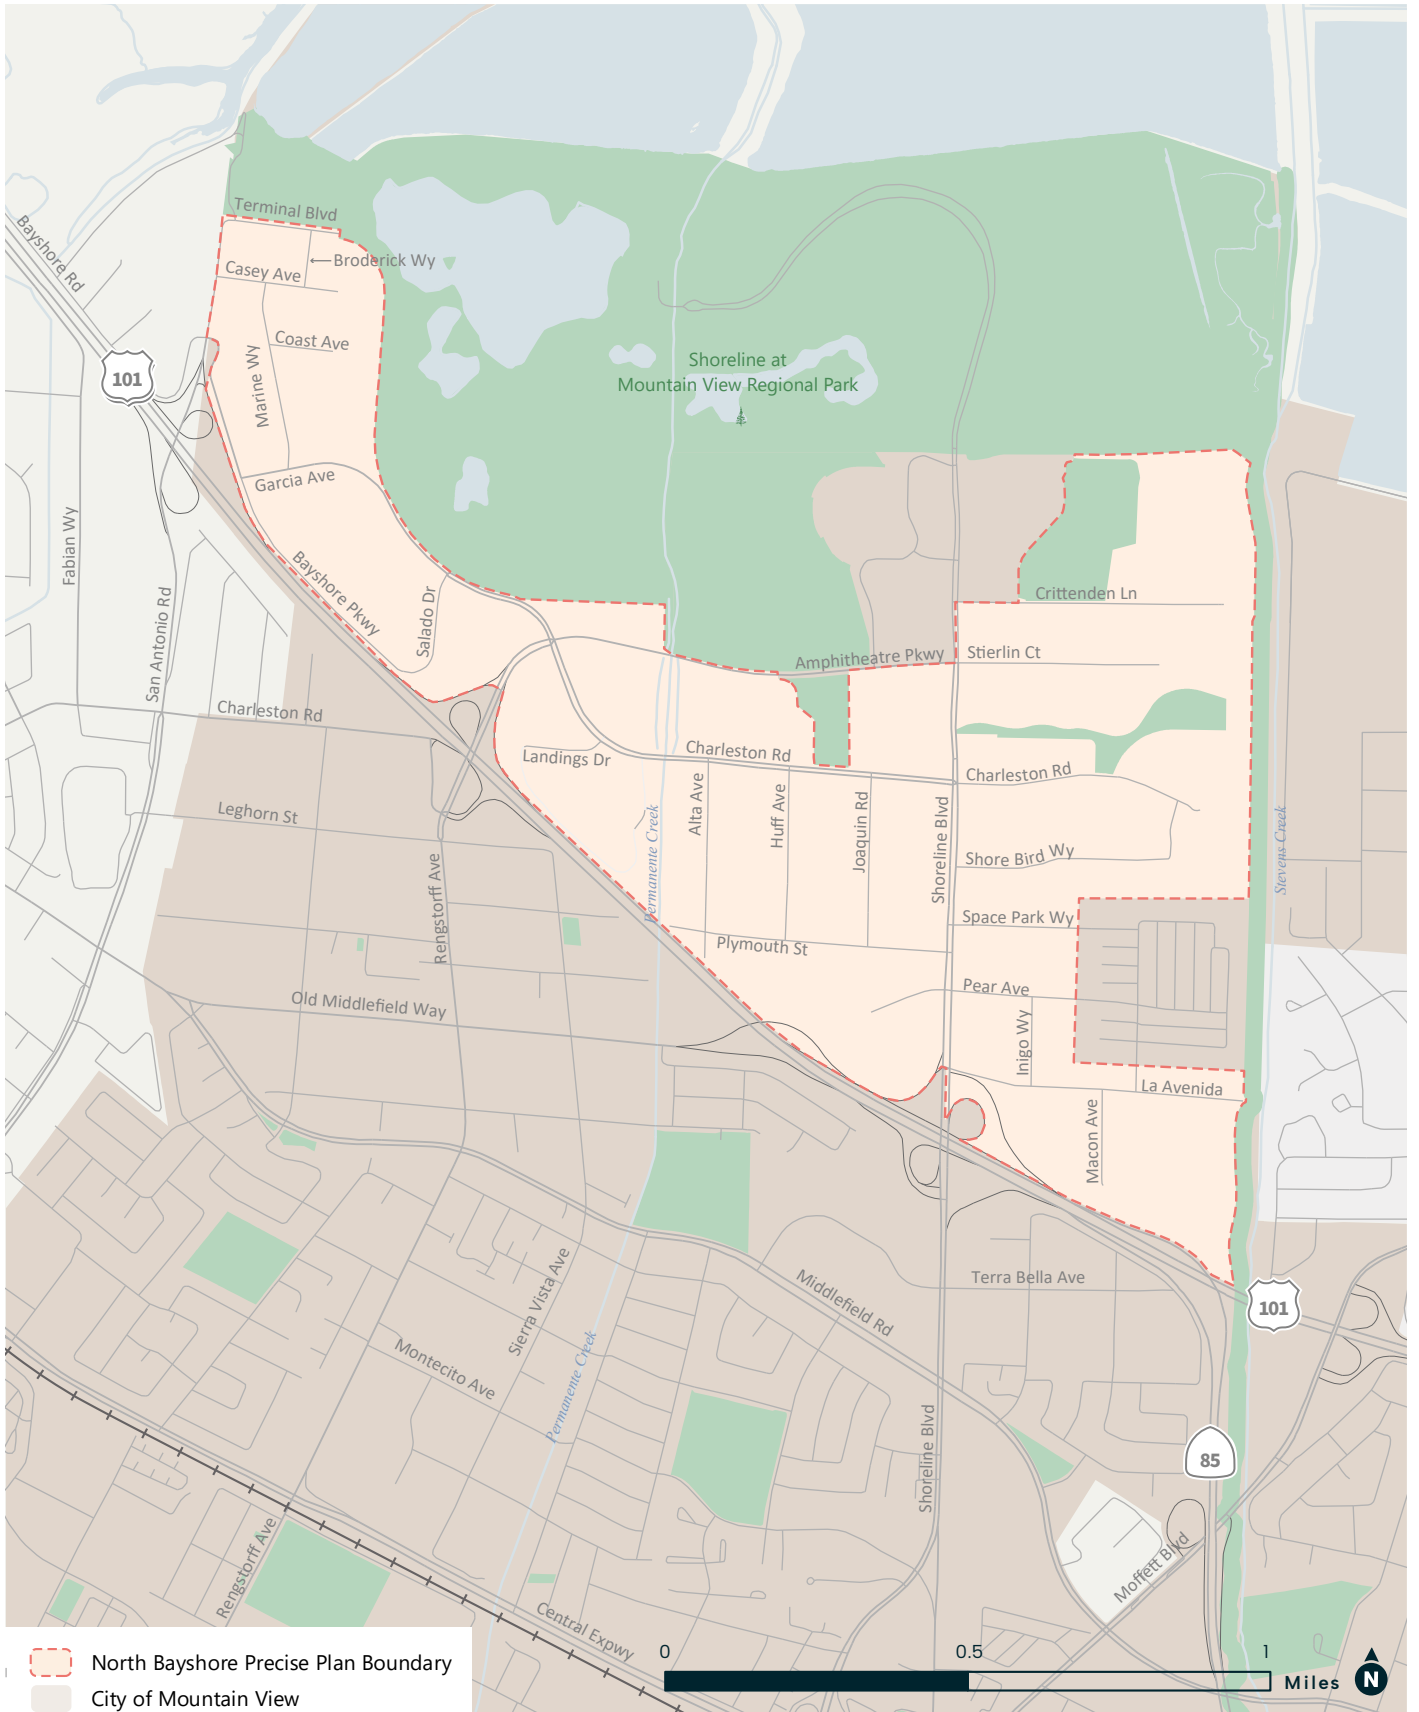 Terminal Blvd
Bayshore Rd
←Broderick Wy
Casey Ave
Coast Ave
Marine Wy
101
Shoreline at
Mountain View Regional Park
Garcia Ave
Fabian Wy
Bayshore Pkwy
Salado Dr
San Antonio Rd
Crittenden Ln
Stierlin Ct
Amphitheatre Pkwy
Charleston Rd
Landings Dr
Charleston Rd
Charleston Rd
Alta Ave
Huff Ave
Joaquin Rd
Shoreline Blvd
Leghorn St
Permanente Creek
Stevens Creek
Shore Bird Wy
Rengstorff Ave
Space Park Wy
Plymouth St
Pear Ave
Old Middlefield Way
Inigo Wy
La Avenida
Macon Ave
Terra Bella Ave
101
Sierra Vista Ave
Middlefield Rd
Permanente Creek
Montecito Ave
Shoreline Blvd
85
Moffett Blvd
Rengstorff Ave
Central Expwy
North Bayshore Precise Plan Boundary
City of Mountain View
0 0.5 1
Miles
N